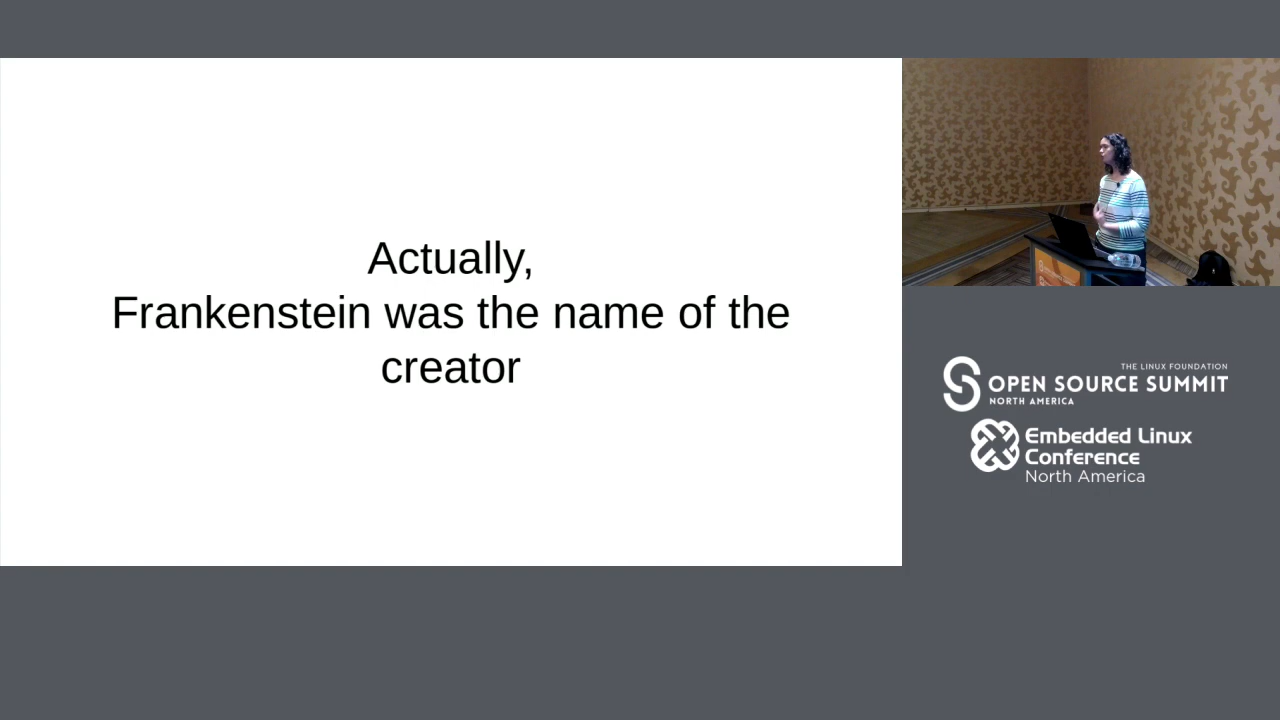 Actually,
Frankenstein was the name of the
creator
THE LINUX FOUNDATION
OPEN SOURCE SUMMIT
NORTH AMERICA
Embedded Linux
Conference
North America